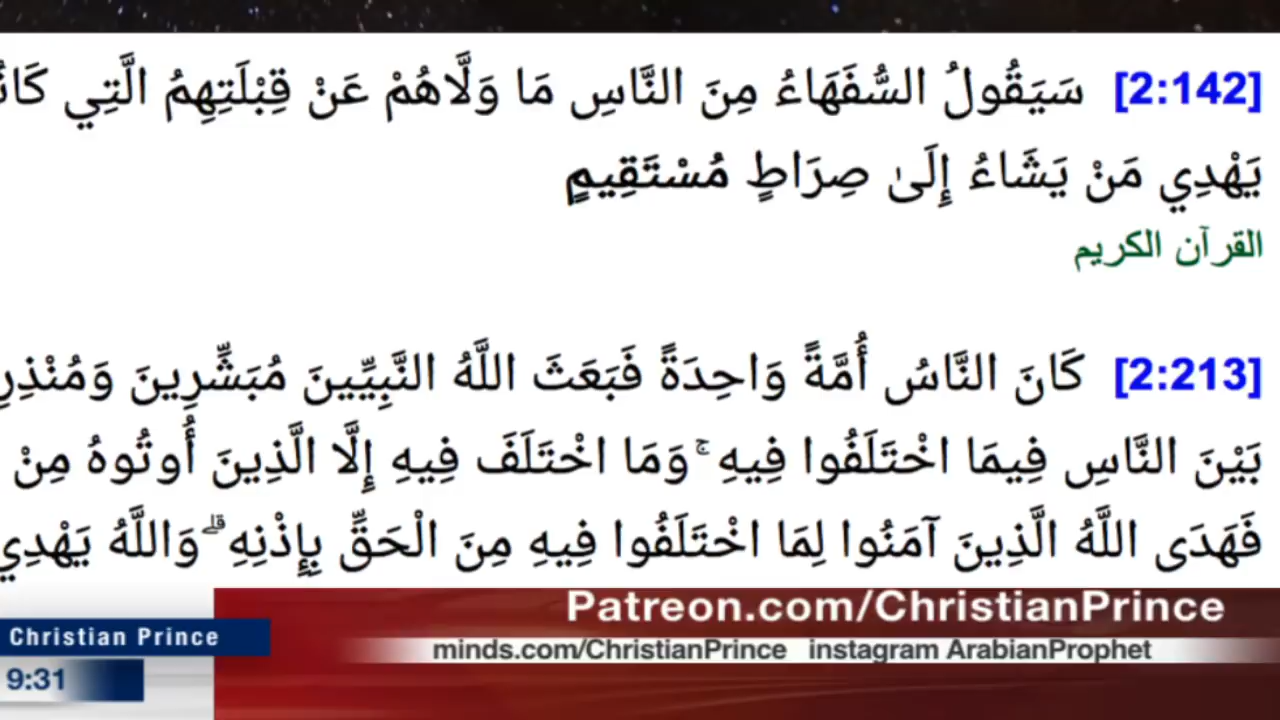 [2:142] سَيَقُولُ السُّفَهَاءُ مِنَ النَّاسِ مَا وَلَّاهُمْ عَنْ قِبْلَتِهِمُ الَّتِي
يَهْدِي مَنْ يَشَاءُ إِلَىٰ صِرَاطٍ مُسْتَقِيمٍ
القرآن الكريم
[2:213] كَانَ النَّاسُ أُمَّةً وَاحِدَةً فَبَعَثَ اللَّهُ النَّبِيِّينَ مُبَشِّرِينَ
بَيْنَ النَّاسِ فِيمَا اخْتَلَفُوا فِيهِ ۚ وَمَا اخْتَلَفَ فِيهِ إِلَّا الَّذِينَ أُوتُوهُ مِنْ
فَهَدَى اللَّهُ الَّذِينَ آمَنُوا لِمَا اخْتَلَفُوا فِيهِ مِنَ الْحَقِّ بِإِذْنِهِ ۗ وَاللَّهُ يَهْدِي
Patreon.com/ChristianPrince
Christian Prince
minds.com/ChristianPrince instagram ArabianProphet
9:31